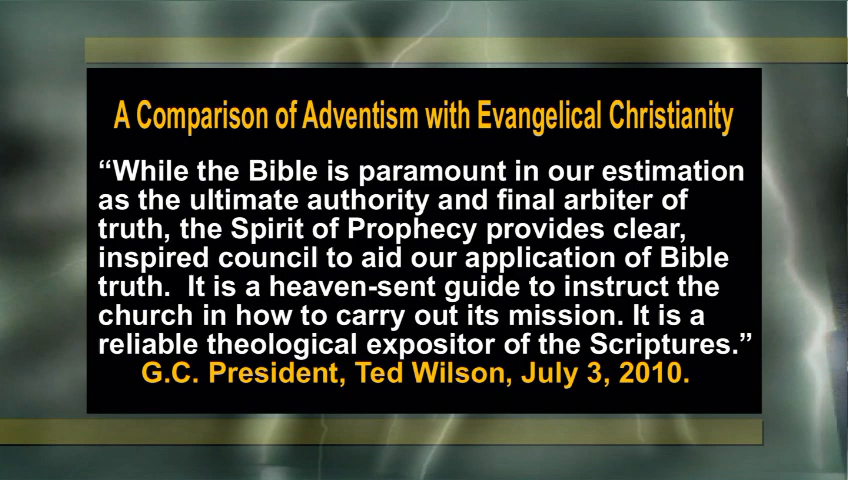 A Comparison of Adventism with Evangelical Christianity
“While the Bible is paramount in our estimation
as the ultimate authority and final arbiter of
truth, the Spirit of Prophecy provides clear,
inspired council to aid our application of Bible
truth.  It is a heaven-sent guide to instruct the
church in how to carry out its mission. It is a
reliable theological expositor of the Scriptures.”
G.C. President, Ted Wilson, July 3, 2010.